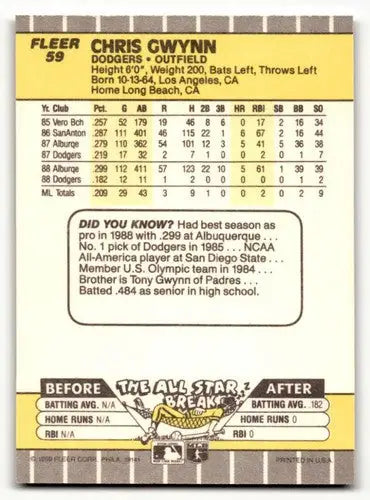 FLEER
59
CHRIS GWYNN
DODGERS • OUTFIELD
Height 6'0", Weight 200, Bats Left, Throws Left
Born 10-13-64, Los Angeles, CA
Home Long Beach, CA
Yr. Club Pct. G AB R H 2B 3B HR RBI SB BB SO
85 Vero Bch .257 52 179 19 46 8 6 0 17 2 16 34
86 SanAnton .287 111 401 46 115 22 1 6 67 2 16 44
87 Alburqe .279 110 362 54 101 12 3 5 41 5 36 38
87 Dodgers .219 17 32 2 7 1 0 0 2 0 1 7
88 Alburqe .299 112 411 57 123 22 10 5 61 1 39 39
88 Dodgers .182 12 11 1 2 0 0 0 0 0 1 2
ML Totals .209 29 43 3 9 1 0 0 2 0 2 9
DID YOU KNOW? Had best season as
pro in 1988 with .299 at Albuquerque . . .
No. 1 pick of Dodgers in 1985 . . . NCAA
All-America player at San Diego State . . .
Member U.S. Olympic team in 1984 . . .
Brother is Tony Gwynn of Padres . . .
Batted .484 as senior in high school.
BEFORE THE ALL STAR BREAK AFTER
BATTING AVG. N/A BATTING AVG. .182
HOME RUNS N/A HOME RUNS 0
RBI N/A RBI 0
© 1989 FLEER CORP., PHILA. 19141 PRINTED IN U.S.A.